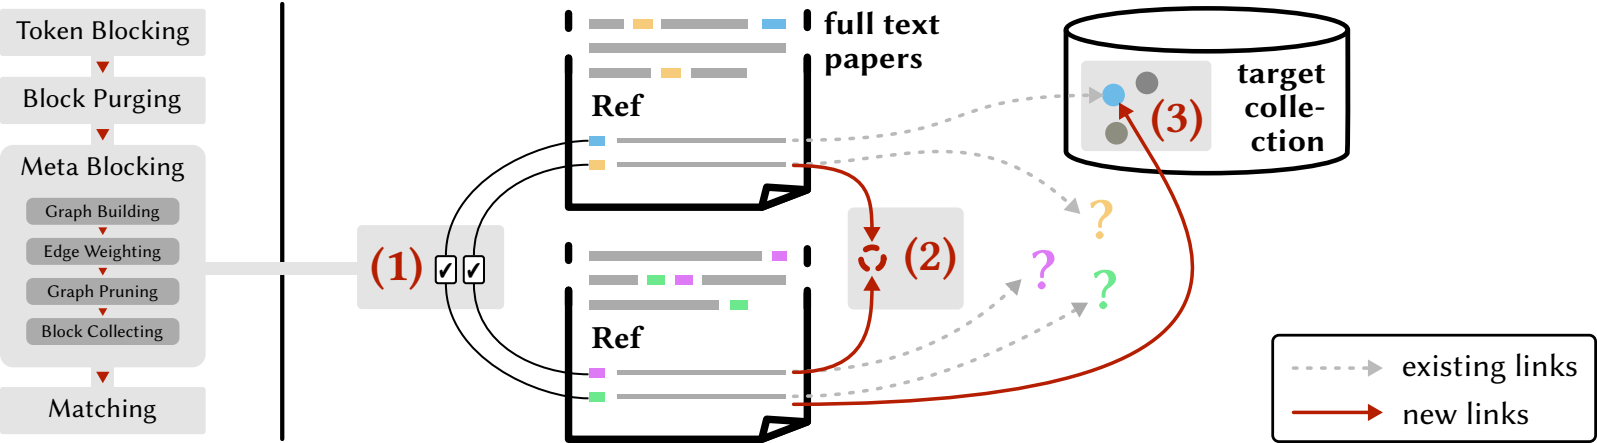 Token Blocking
Block Purging
Meta Blocking
Graph Building
Edge Weighting
Graph Pruning
Block Collecting
Matching
(1)
✓ ✓
full text
papers
Ref
Ref
(2)
target
colle-
ction
(3)
?
?
?
existing links
new links